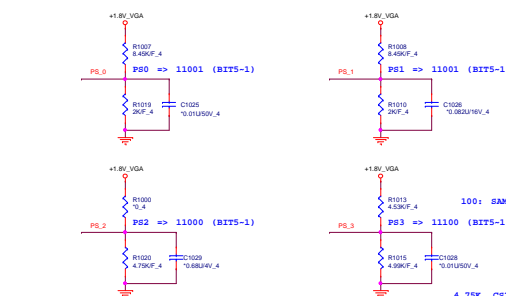 +1.8V_VGA
+1.8V_VGA
R1007
8.45K/F_4
R1008
8.45K/F_4
PS_0
PS0 => 11001 (BIT5-1)
PS_1
PS1 => 11001 (BIT5-1
R1019
2K/F_4
C1025
*0.01U/50V_4
R1010
2K/F_4
C1026
*0.082U/16V_4
+1.8V_VGA
+1.8V_VGA
R1000
*0_4
R1013
4.53K/F_4
100: SAM
PS_2
PS2 => 11000 (BIT5-1)
PS_3
PS3 => 11100 (BIT5-1
R1020
4.75K/F_4
C1029
*0.68U/4V_4
R1015
4.99K/F_4
C1028
*0.01U/50V_4
4.75K